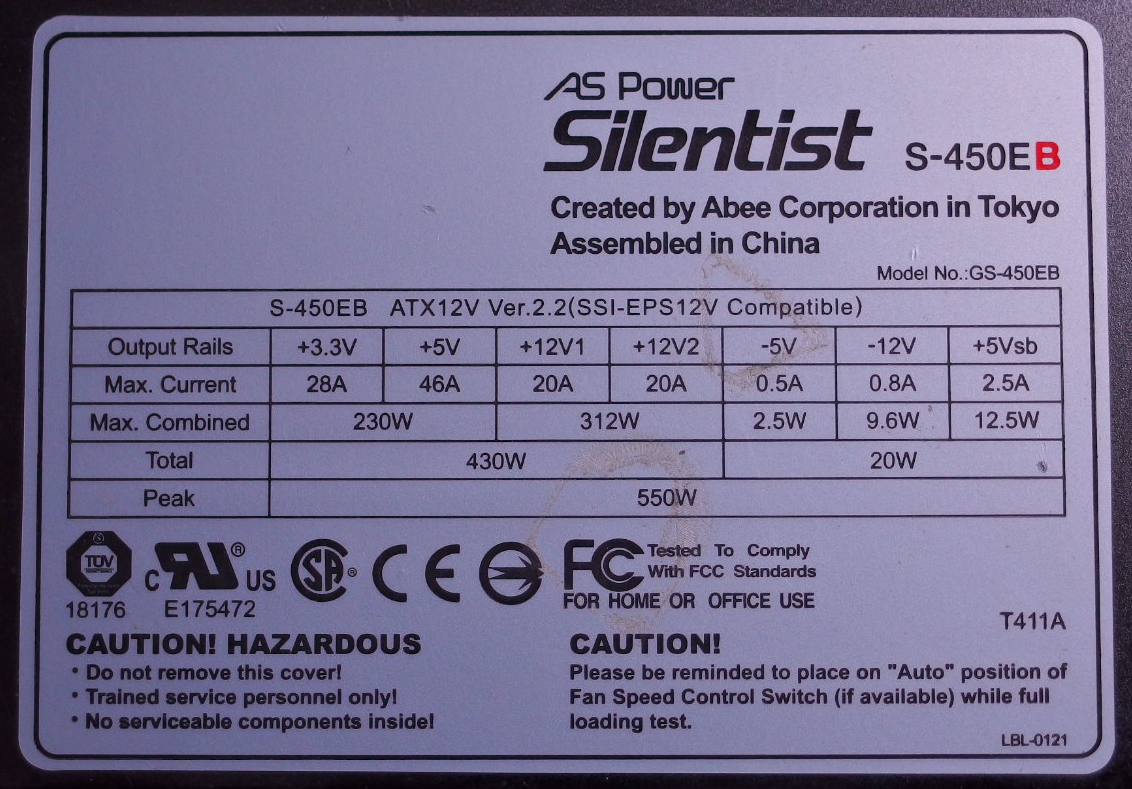 AS Power
Silentist S-450EB
Created by Abee Corporation in Tokyo
Assembled in China
Model No.:GS-450EB
S-450EB ATX12V Ver.2.2(SSI-EPS12V Compatible)
Output Rails +3.3V +5V +12V1 +12V2 -5V -12V +5Vsb
Max. Current 28A 46A 20A 20A 0.5A 0.8A 2.5A
Max. Combined 230W 312W 2.5W 9.6W 12.5W
Total 430W 20W
Peak 550W
TÜV
18176
C RU ® US
E175472
SA ®
CE
FC Tested To Comply
With FCC Standards
FOR HOME OR OFFICE USE
T411A
CAUTION! HAZARDOUS
· Do not remove this cover!
· Trained service personnel only!
· No serviceable components inside!
CAUTION!
Please be reminded to place on "Auto" position of
Fan Speed Control Switch (if available) while full
loading test.
LBL-0121